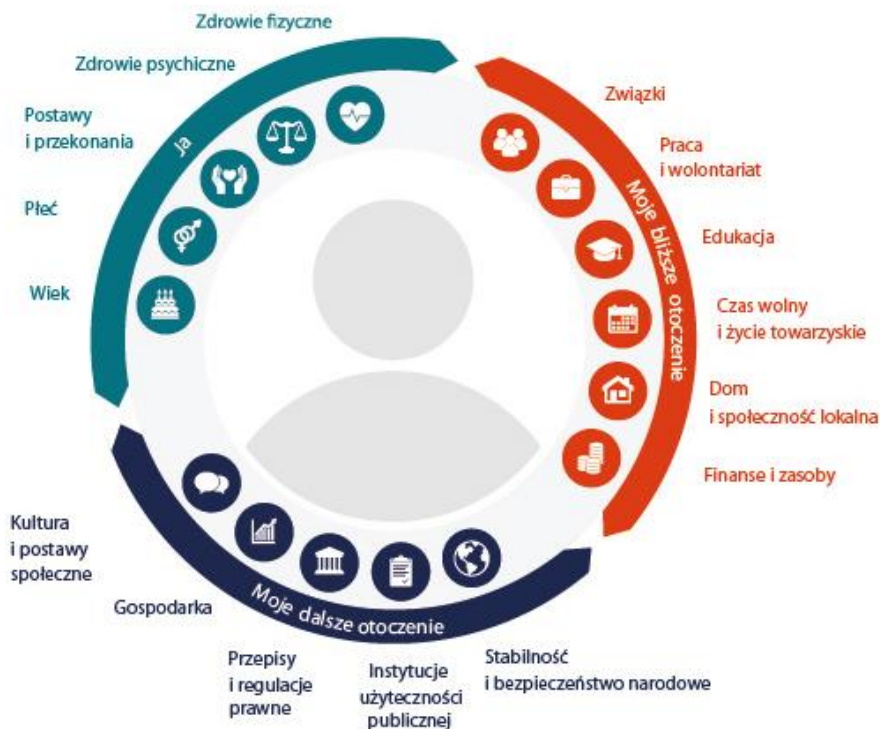 Zdrowie fizyczne
Zdrowie psychiczne
Postawy
i przekonania
Płeć
Wiek
Ja
Związki
Praca
i wolontariat
Edukacja
Czas wolny
i życie towarzyskie
Dom
i społeczność lokalna
Finanse i zasoby
Moje bliższe otoczenie
Kultura
i postawy
społeczne
Gospodarka
Przepisy
i regulacje
prawne
Instytucje
użyteczności
publicznej
Stabilność
i bezpieczeństwo narodowe
Moje dalsze otoczenie